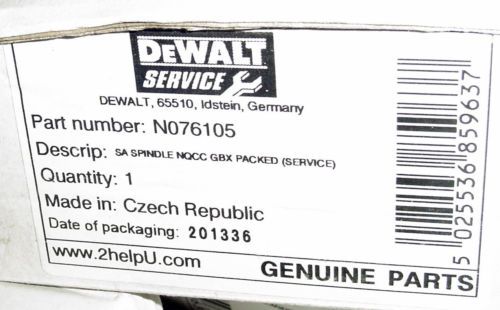 DEWALT
SERVICE
DEWALT, 65510, Idstein, Germany
Part number: N076105
Descrip: SA SPINDLE NQCC GBX PACKED (SERVICE)
Quantity: 1
Made in: Czech Republic
Date of packaging: 201336
www.2helpU.com
GENUINE PARTS
5 025536 859637